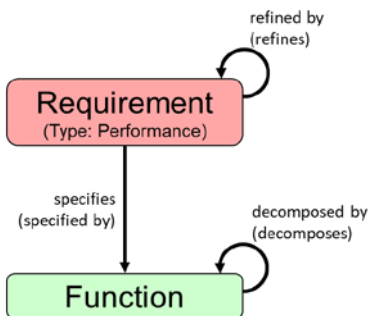 refined by
(refines)
Requirement
(Type: Performance)
specifies
(specified by)
decomposed by
(decomposes)
Function